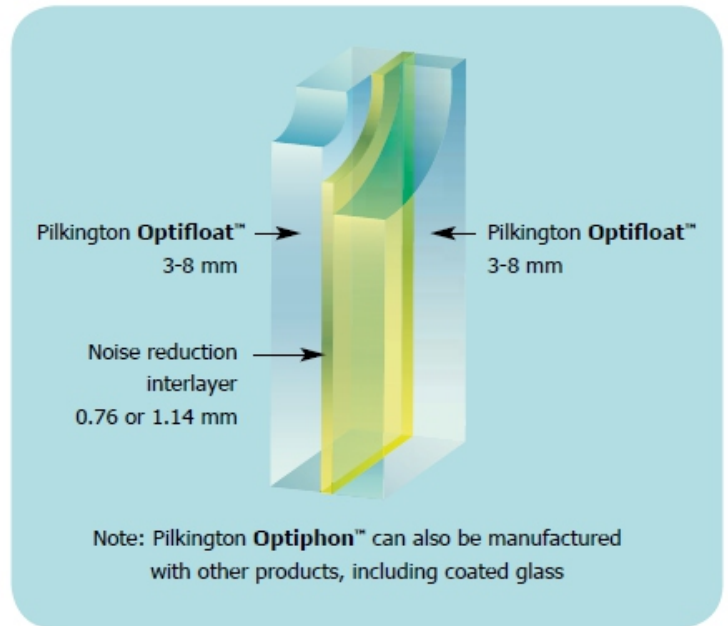 Pilkington Optifloat™
3-8 mm
Pilkington Optifloat™
3-8 mm
Noise reduction
interlayer
0.76 or 1.14 mm
Note: Pilkington Optiphon™ can also be manufactured
with other products, including coated glass